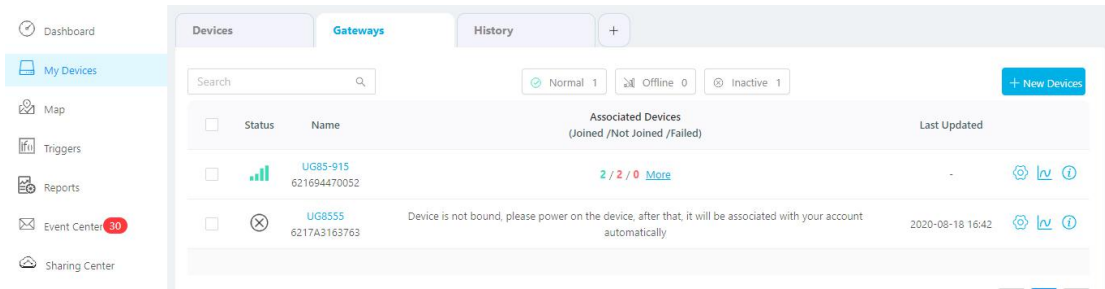 Dashboard
My Devices
Map
Triggers
Reports
Event Center 30
Sharing Center
Devices
Gateways
History
+
Search
Normal 1
Offline 0
Inactive 1
+ New Devices
Status
Name
Associated Devices
(Joined /Not Joined /Failed)
Last Updated
UG85-915
621694470052
2 / 2 / 0 More
-
UG8555
6217A3163763
Device is not bound, please power on the device, after that, it will be associated with your account
automatically
2020-08-18 16:42